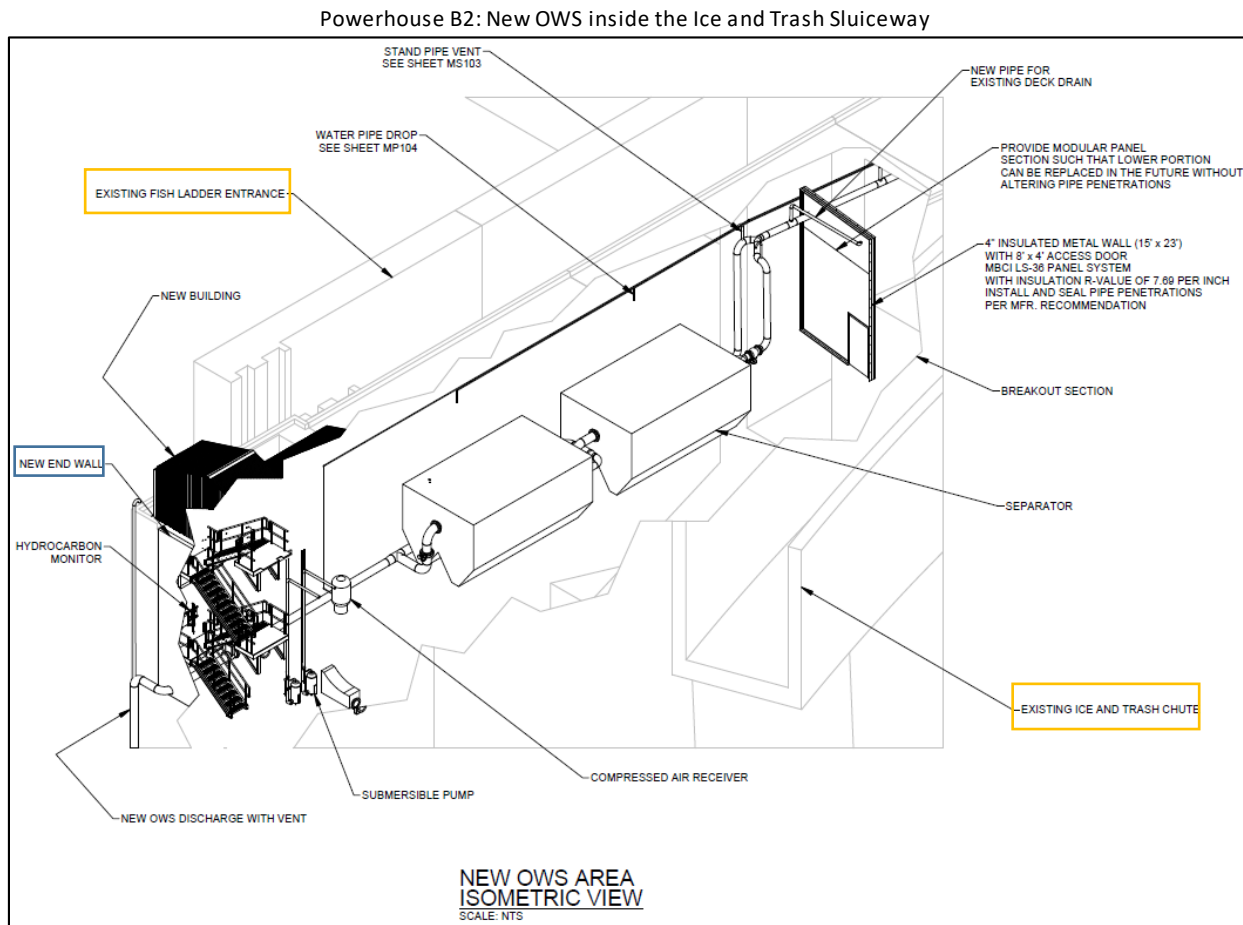 Powerhouse B2: New OWS inside the Ice and Trash Sluiceway
STAND PIPE VENT
SEE SHEET MS103
NEW PIPE FOR
EXISTING DECK DRAIN
WATER PIPE DROP
SEE SHEET MP104
PROVIDE MODULAR PANEL
SECTION SUCH THAT LOWER PORTION
CAN BE REPLACED IN THE FUTURE WITHOUT
ALTERING PIPE PENETRATIONS
EXISTING FISH LADDER ENTRANCE
4" INSULATED METAL WALL (15' x 23')
WITH 8' x 4' ACCESS DOOR
MBCI LS-36 PANEL SYSTEM
WITH INSULATION R-VALUE OF 7.69 PER INCH
INSTALL AND SEAL PIPE PENETRATIONS
PER MFR. RECOMMENDATION
NEW BUILDING
BREAKOUT SECTION
NEW END WALL
SEPARATOR
HYDROCARBON
MONITOR
EXISTING ICE AND TRASH CHUTE
COMPRESSED AIR RECEIVER
SUBMERSIBLE PUMP
NEW OWS DISCHARGE WITH VENT
NEW OWS AREA
ISOMETRIC VIEW
SCALE: NTS